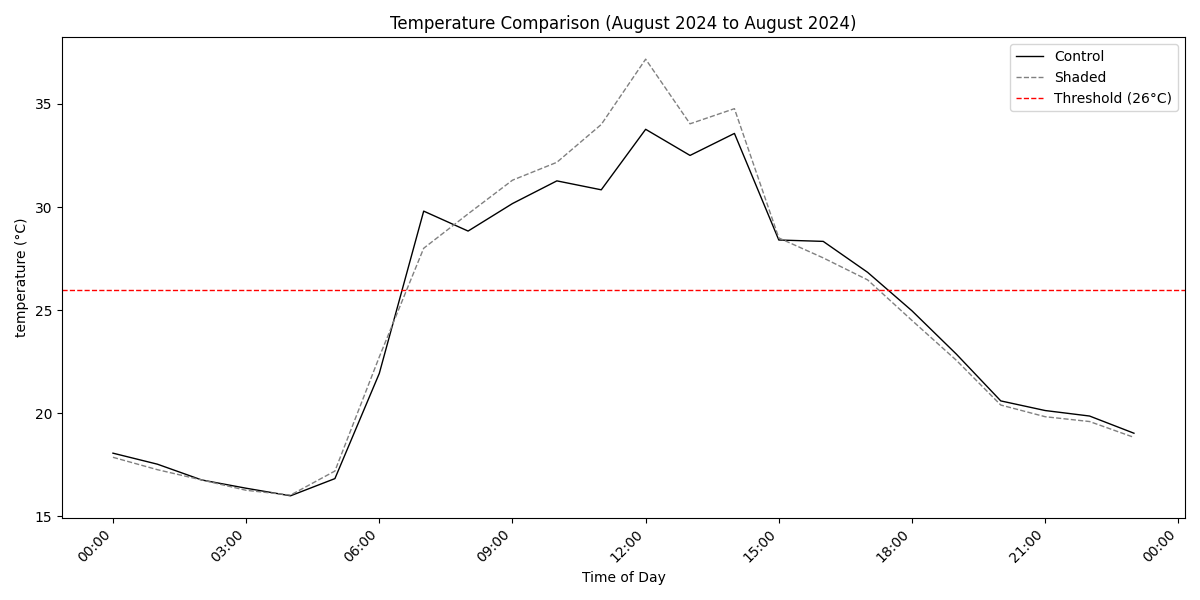 Temperature Comparison (August 2024 to August 2024)
Control
Shaded
Threshold (26°C)
temperature (°C)
35
30
25
20
15
00:00
03:00
06:00
09:00
12:00
15:00
18:00
21:00
00:00
Time of Day